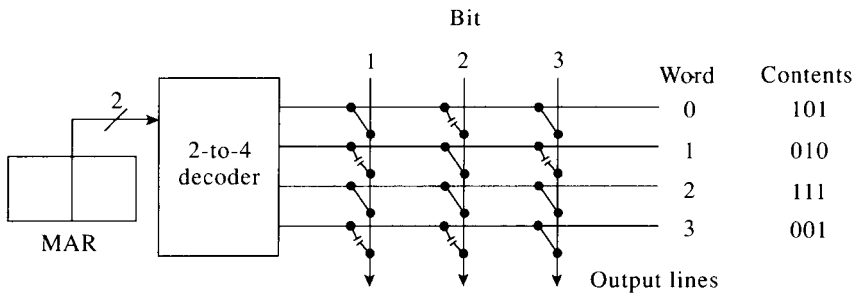 Bit
1 2 3
Word Contents
2
0 101
2-to-4
decoder
1 010
2 111
3 001
MAR
Output lines